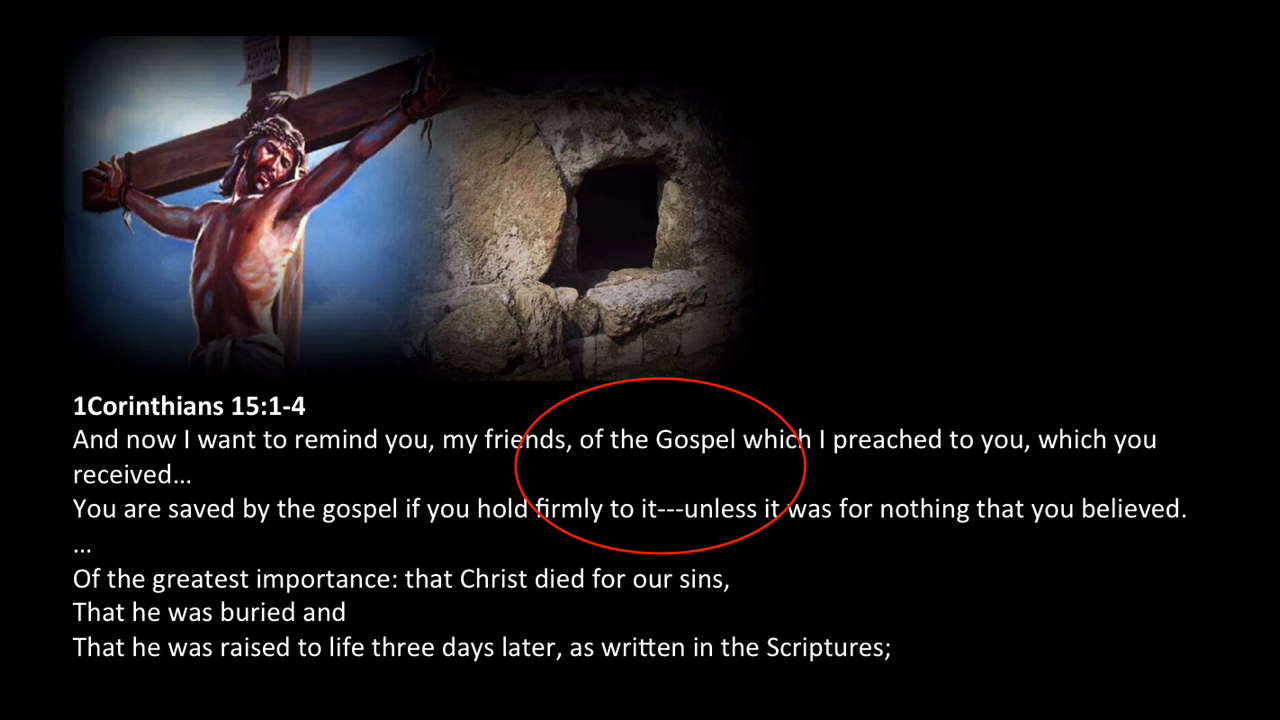 1Corinthians 15:1-4
And now I want to remind you, my friends, of the Gospel which I preached to you, which you
received…
You are saved by the gospel if you hold firmly to it---unless it was for nothing that you believed.
…
Of the greatest importance: that Christ died for our sins,
That he was buried and
That he was raised to life three days later, as written in the Scriptures;